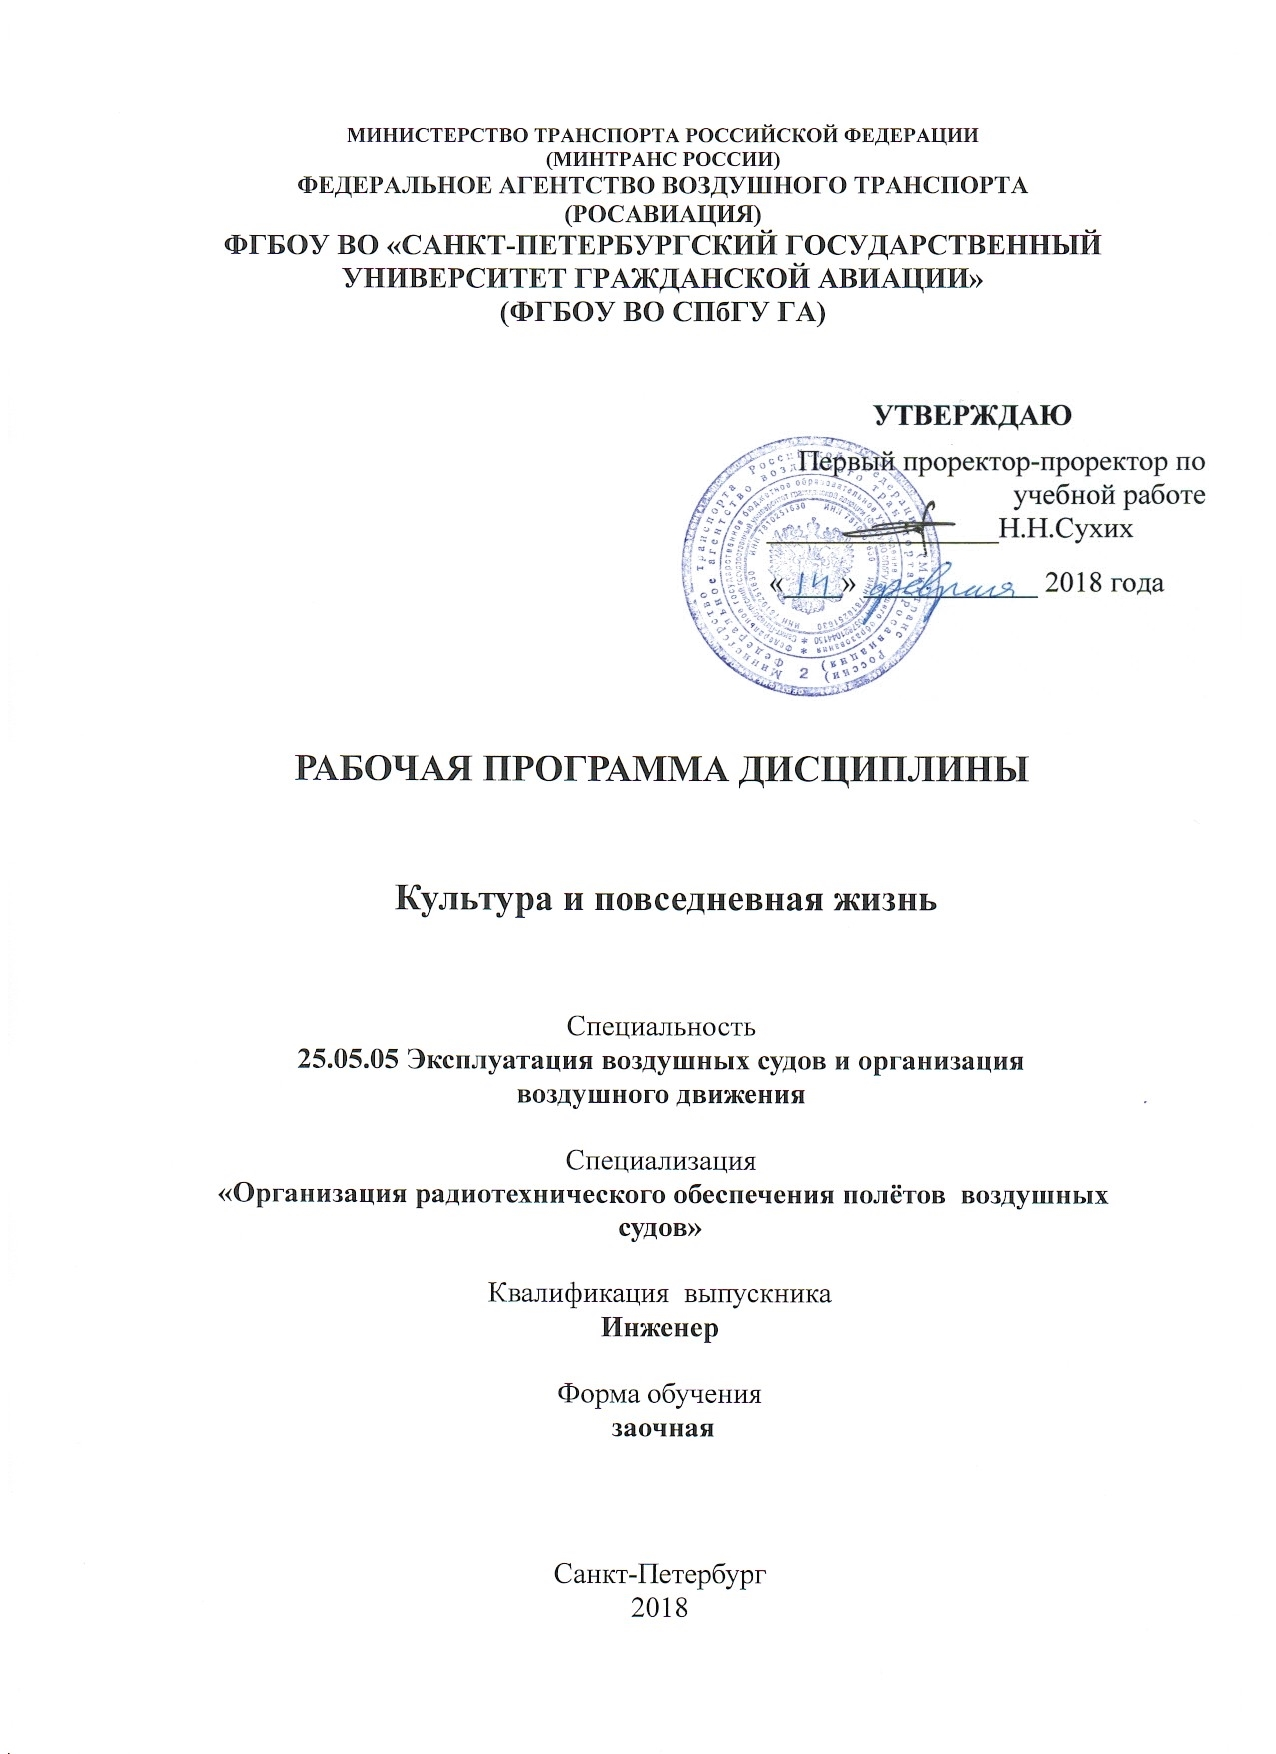 МИНИСТЕРСТВО ТРАНСПОРТА РОССИЙСКОЙ ФЕДЕРАЦИИ
(МИНТРАНС РОССИИ)
ФЕДЕРАЛЬНОЕ АГЕНТСТВО ВОЗДУШНОГО ТРАНСПОРТА
(РОСАВИАЦИЯ)
ФГБОУ ВО «САНКТ-ПЕТЕРБУРГСКИЙ ГОСУДАРСТВЕННЫЙ
УНИВЕРСИТЕТ ГРАЖДАНСКОЙ АВИАЦИИ»
(ФГБОУ ВО СПбГУ ГА)
УТВЕРЖДАЮ
Первый проректор-проректор по
учебной работе
Н.Н.Сухих
«14» февраля 2018 года
РАБОЧАЯ ПРОГРАММА ДИСЦИПЛИНЫ
Культура и повседневная жизнь
Специальность
25.05.05 Эксплуатация воздушных судов и организация
воздушного движения
Специализация
«Организация радиотехнического обеспечения полётов воздушных
судов»
Квалификация выпускника
Инженер
Форма обучения
заочная
Санкт-Петербург
2018